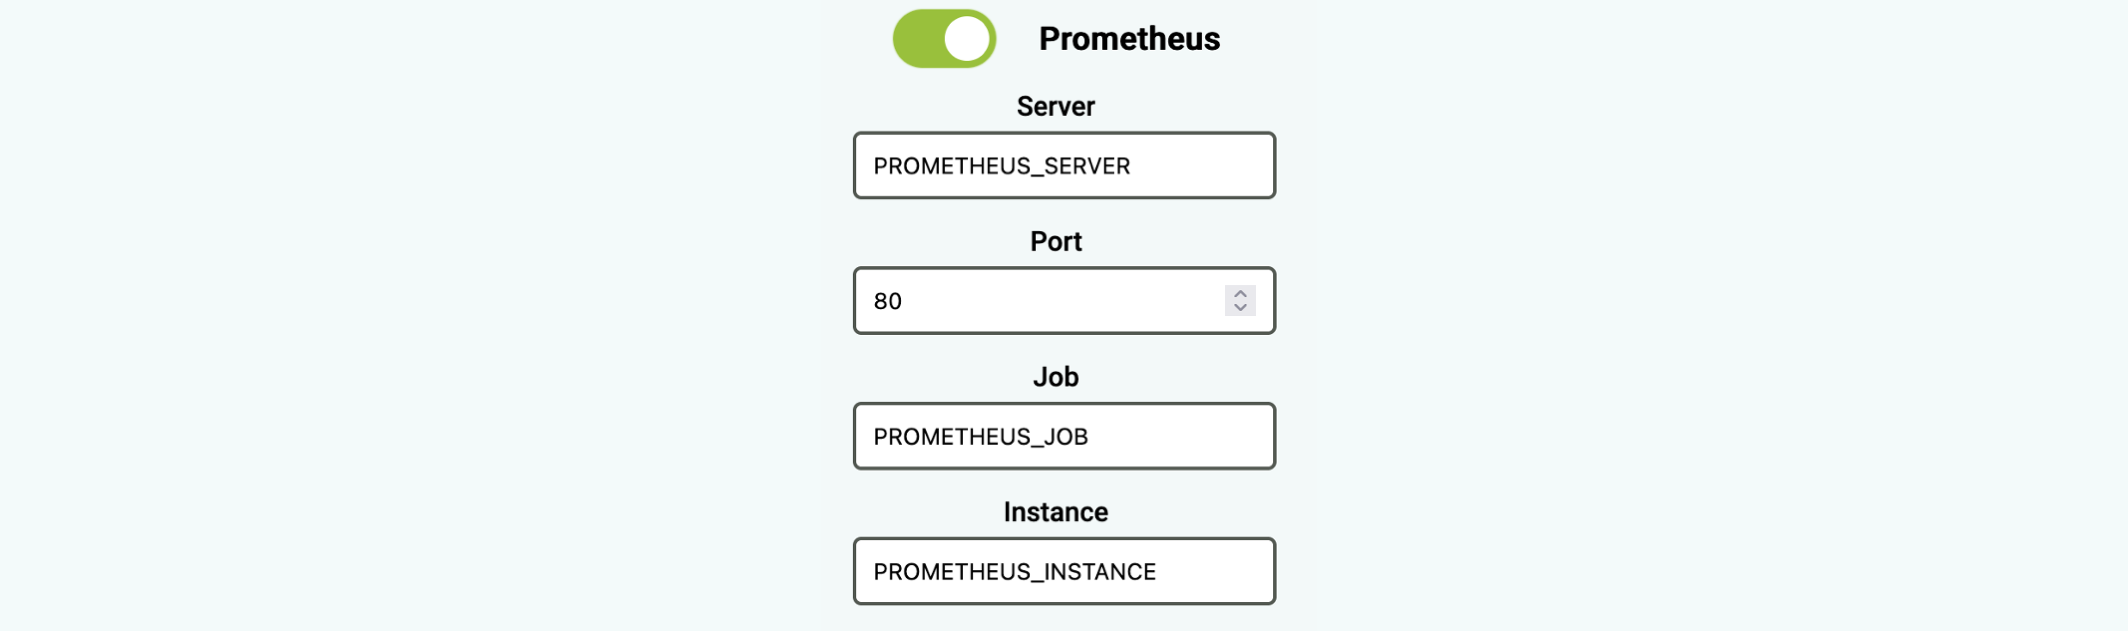 Prometheus
Server
PROMETHEUS_SERVER
Port
80
Job
PROMETHEUS_JOB
Instance
PROMETHEUS_INSTANCE